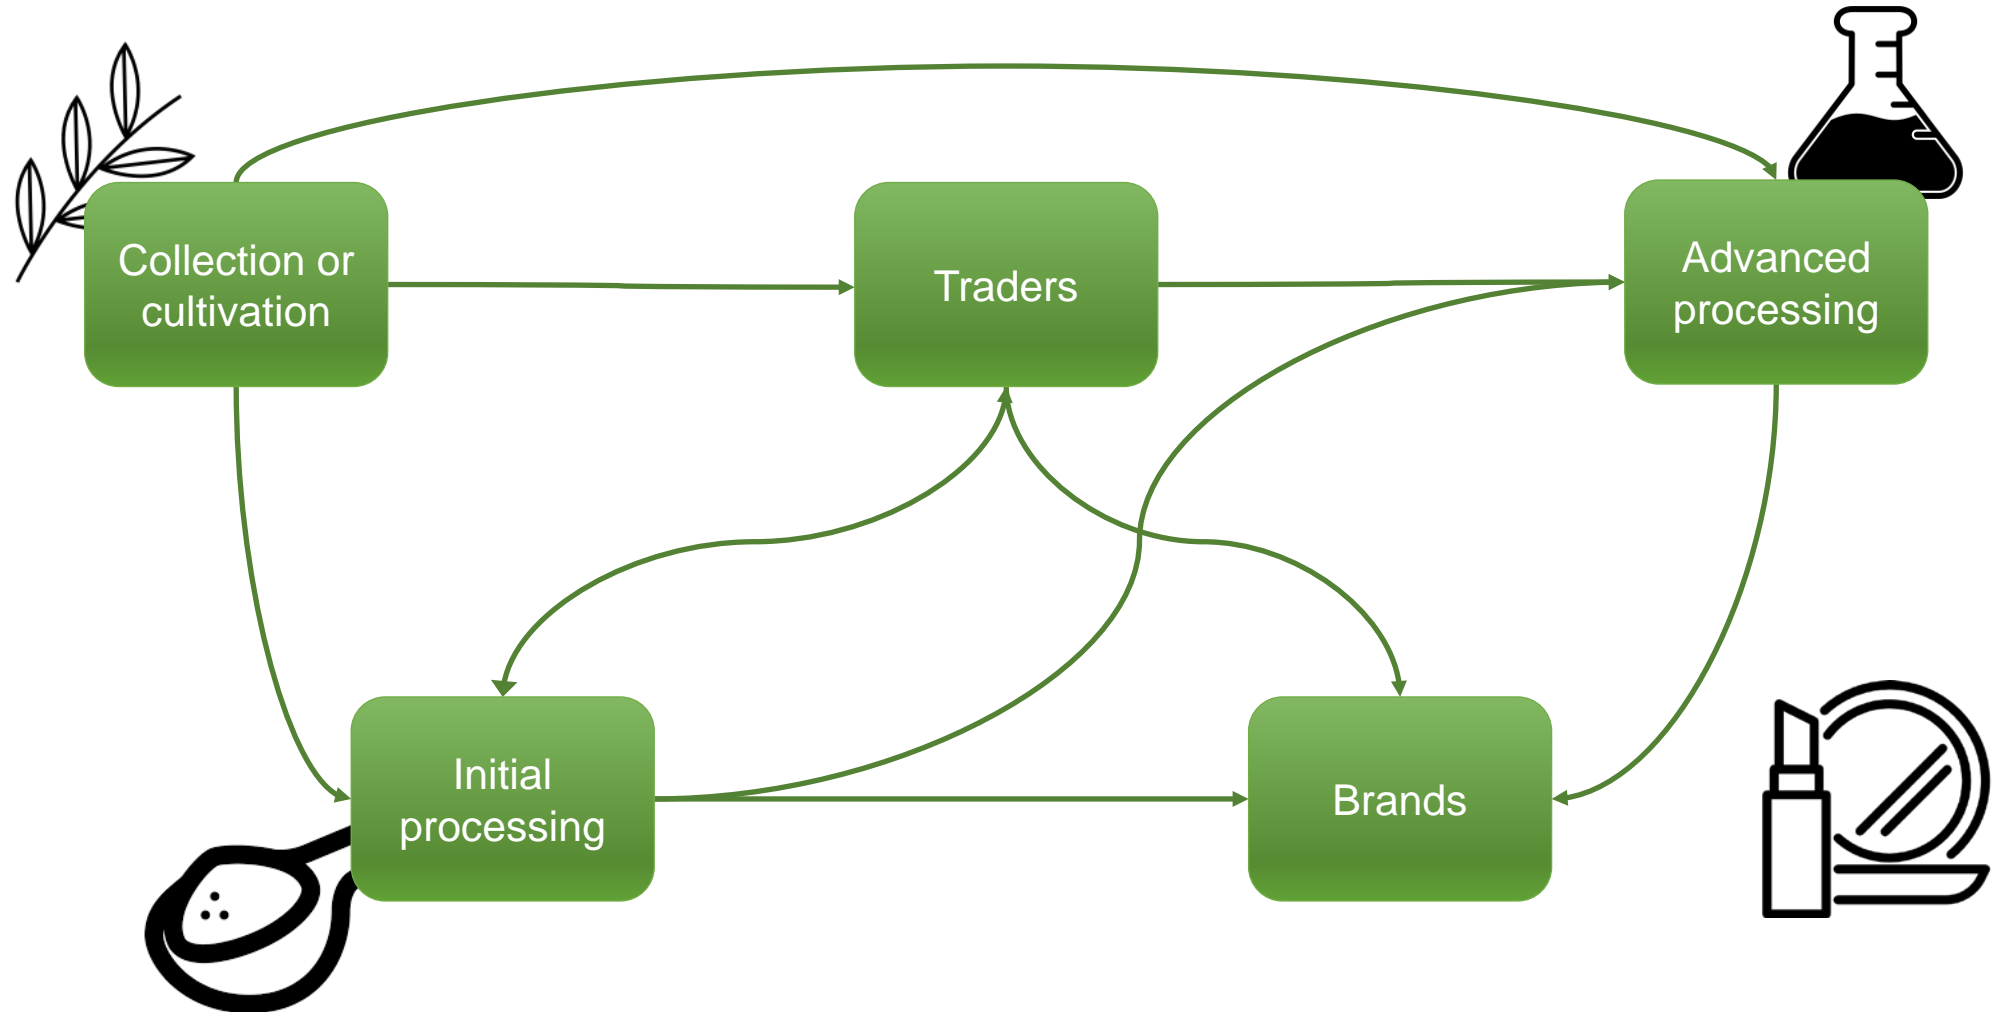 Collection or
cultivation
Traders
Advanced
processing
Initial
processing
Brands